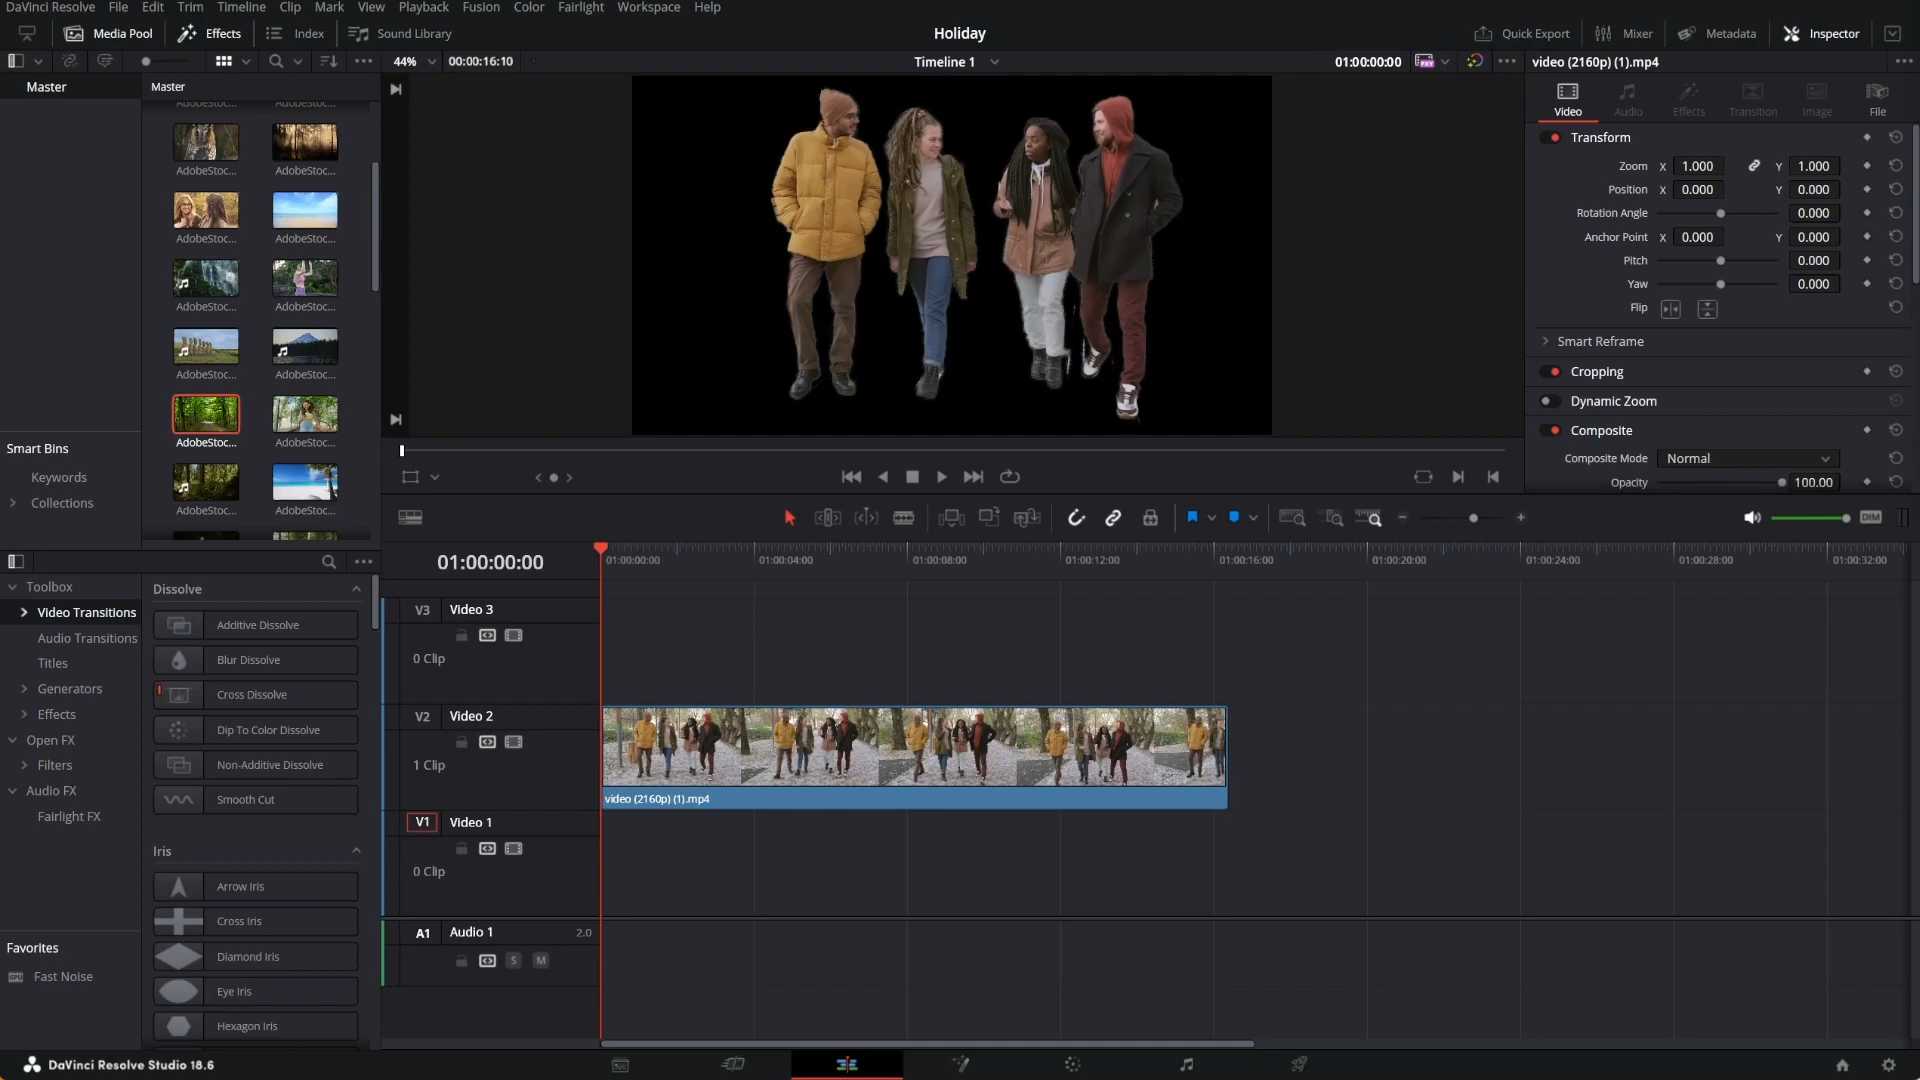 DaVinci Resolve File Edit Trim Timeline Clip Mark View Playback Fusion Color Fairlight Workspace Help
Media Pool Effects Index Sound Library Holiday Quick Export Mixer Metadata Inspector
44% 00:00:16:10 Timeline 1 01:00:00:00 video (2160p) (1).mp4
Master Master
AdobeStoc... AdobeStoc...
AdobeStoc... AdobeStoc...
AdobeStoc... AdobeStoc...
AdobeStoc... AdobeStoc...
AdobeStoc... AdobeStoc...
AdobeStoc... AdobeStoc...
AdobeStoc... AdobeStoc...
Smart Bins
Keywords
Collections
Video Audio Effects Transition Image File
Transform
Zoom X 1.000 Y 1.000
Position X 0.000 Y 0.000
Rotation Angle 0.000
Anchor Point X 0.000 Y 0.000
Pitch 0.000
Yaw 0.000
Flip
Smart Reframe
Cropping
Dynamic Zoom
Composite
Composite Mode Normal
Opacity 100.00
DIM
Toolbox
Video Transitions
Audio Transitions
Titles
Generators
Effects
Open FX
Filters
Audio FX
Fairlight FX
Favorites
Fast Noise
Dissolve
Additive Dissolve
Blur Dissolve
Cross Dissolve
Dip To Color Dissolve
Non-Additive Dissolve
Smooth Cut
Iris
Arrow Iris
Cross Iris
Diamond Iris
Eye Iris
Hexagon Iris
01:00:00:00 01:00:00:00 01:00:04:00 01:00:08:00 01:00:12:00 01:00:16:00 01:00:20:00 01:00:24:00 01:00:28:00 01:00:32:00
V3 Video 3
0 Clip
V2 Video 2
1 Clip
video (2160p) (1).mp4
V1 Video 1
0 Clip
A1 Audio 1 2.0
S M
DaVinci Resolve Studio 18.6